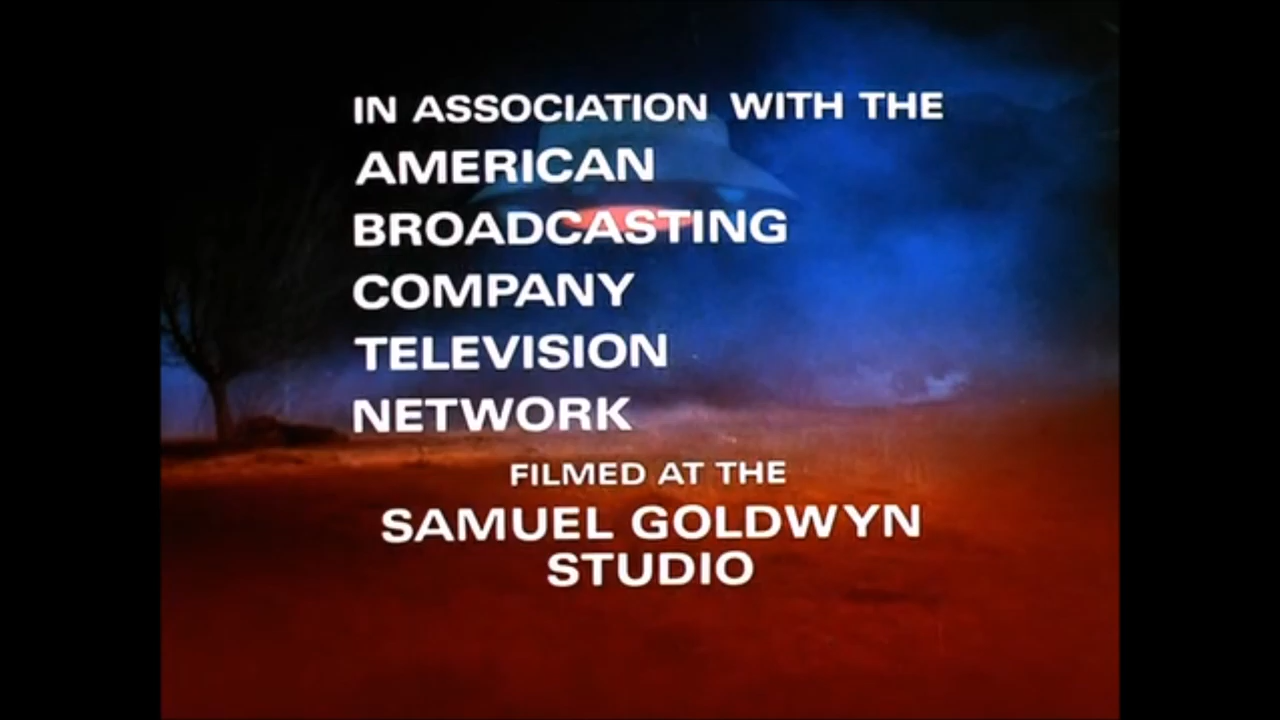 IN ASSOCIATION WITH THE
AMERICAN
BROADCASTING
COMPANY
TELEVISION
NETWORK
FILMED AT THE
SAMUEL GOLDWYN
STUDIO